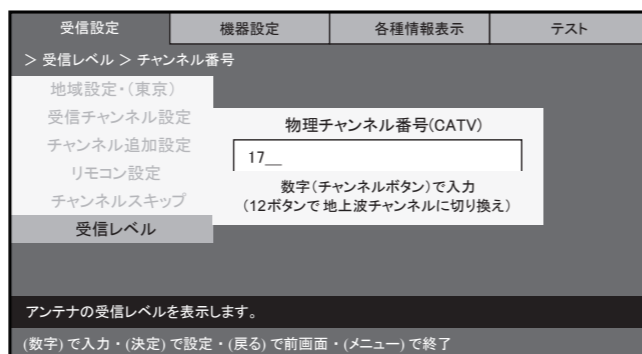 受信設定 機器設定 各種情報表示 テスト
> 受信レベル > チャンネル番号
地域設定・(東京)
受信チャンネル設定
チャンネル追加設定
リモコン設定
チャンネルスキップ
受信レベル
物理チャンネル番号(CATV)
17__
数字(チャンネルボタン)で入力
(12ボタンで地上波チャンネルに切り換え)
アンテナの受信レベルを表示します。
(数字) で入力・(決定) で設定・(戻る) で前画面・(メニュー) で終了